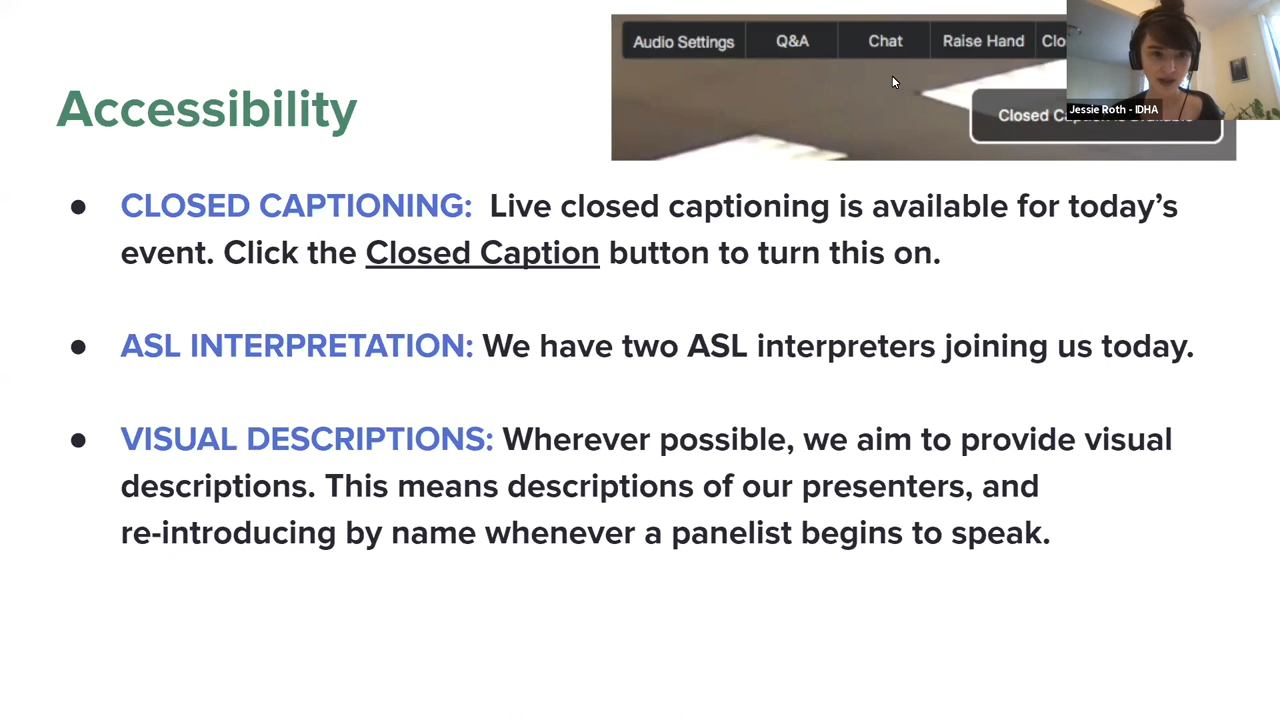 Audio Settings Q&A Chat Raise Hand
Jessie Roth - IDHA
Closed
Accessibility
● CLOSED CAPTIONING: Live closed captioning is available for today’s
event. Click the Closed Caption button to turn this on.
● ASL INTERPRETATION: We have two ASL interpreters joining us today.
● VISUAL DESCRIPTIONS: Wherever possible, we aim to provide visual
descriptions. This means descriptions of our presenters, and
re-introducing by name whenever a panelist begins to speak.